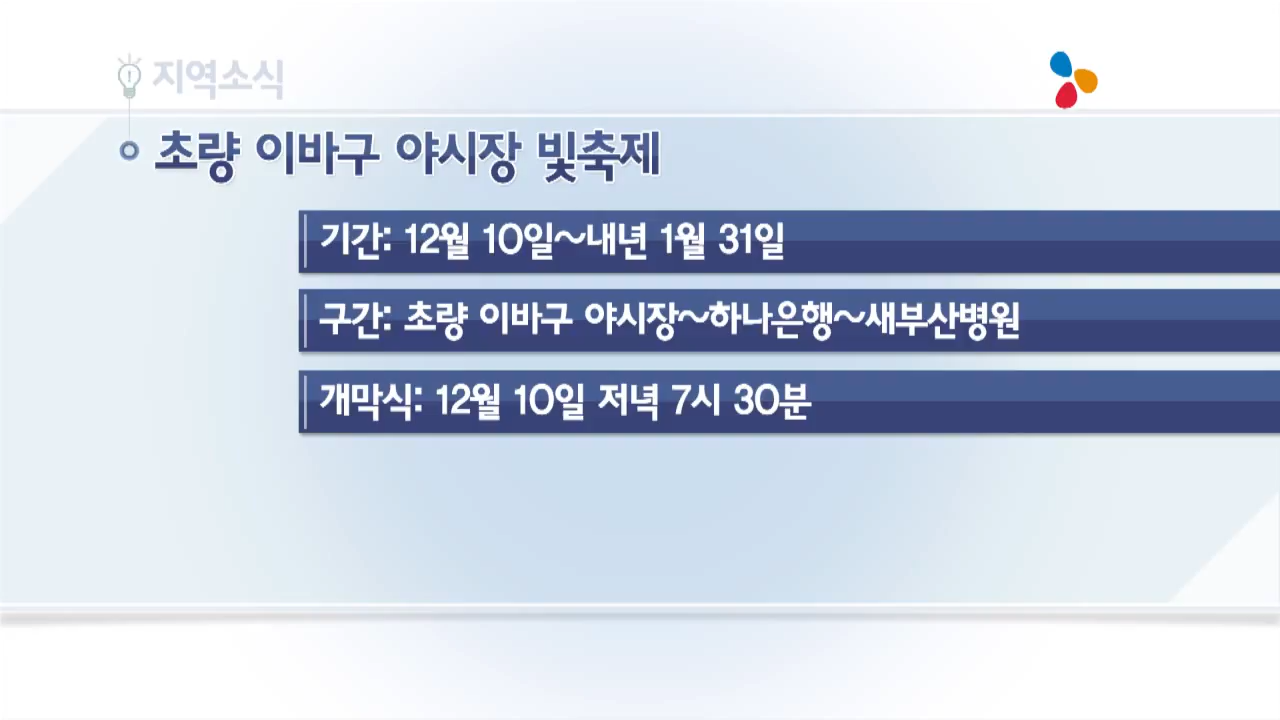 지역소식
초량 이바구 야시장 빛축제
기간: 12월 10일~내년 1월 31일
구간: 초량 이바구 야시장~하나은행~새부산병원
개막식: 12월 10일 저녁 7시 30분